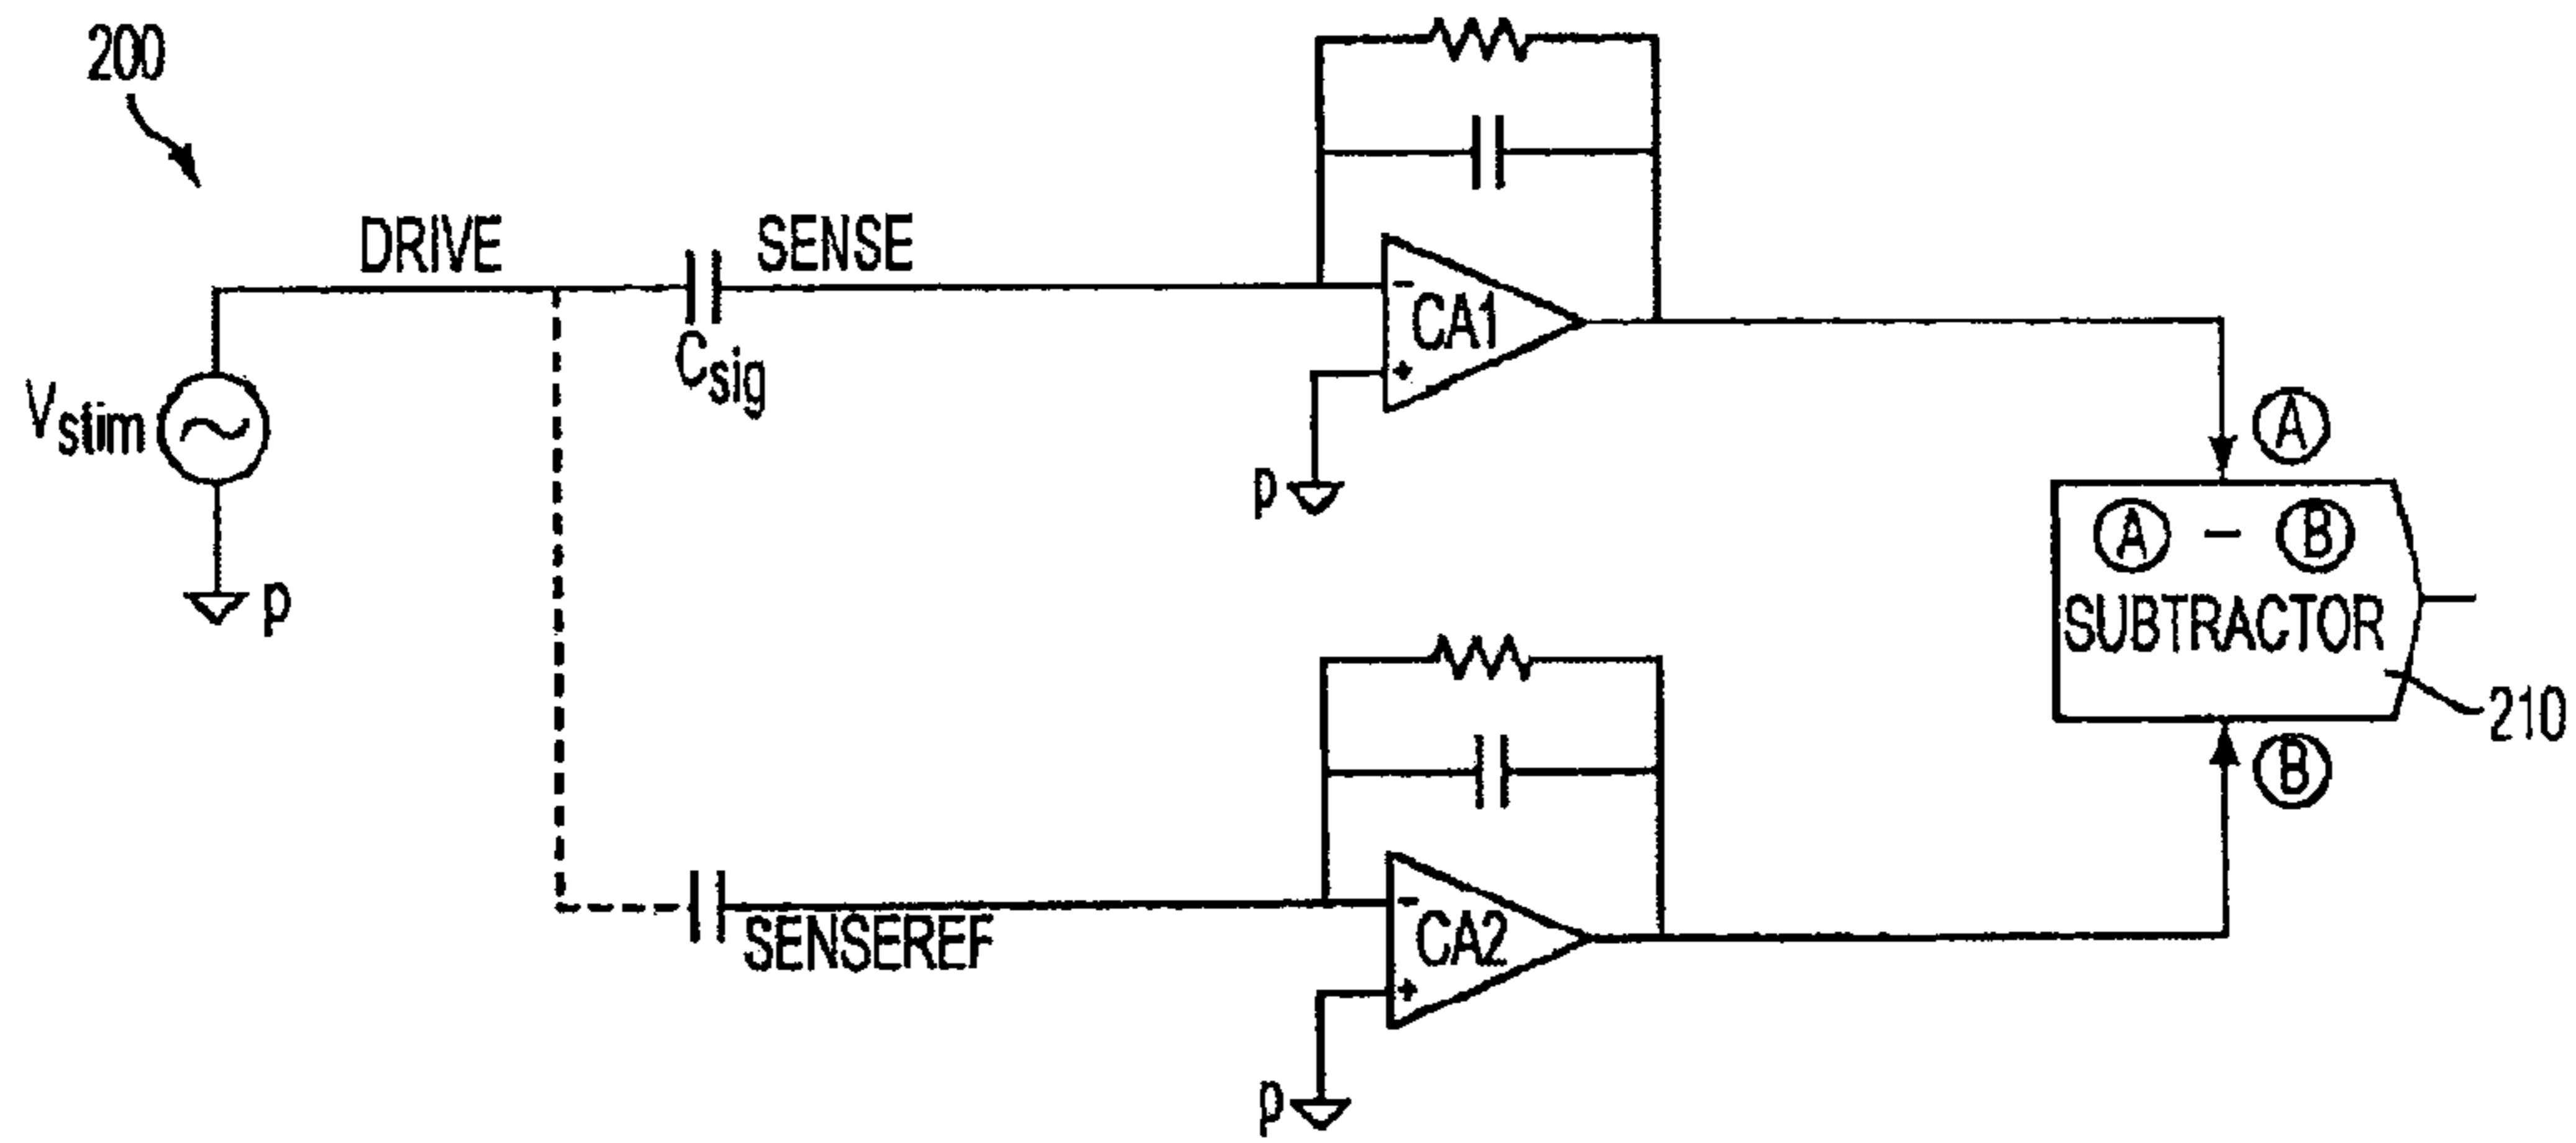 200
DRIVE
SENSE
Vstim
Csig
- CA1 +
p
p
A
A - B
SUBTRACTOR
210
B
SENSEREF
- CA2 +
p